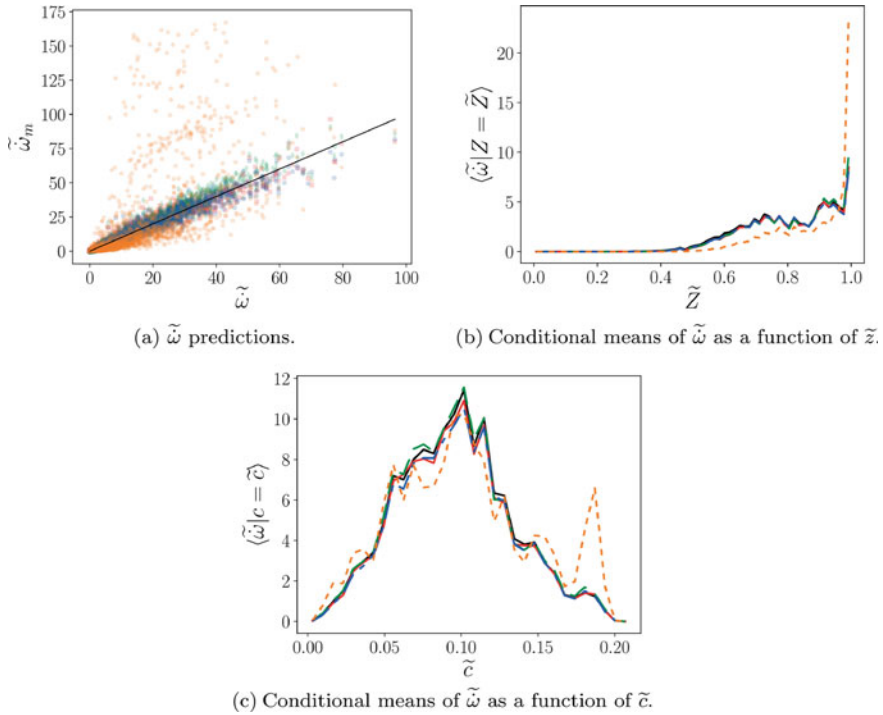 175
150
125
100
75
50
25
0
ω̃̇ₘ
0 20 40 60 80 100
ω̃̇
(a) ω̃̇ predictions.
20
15
10
5
0
⟨ω̃̇|Z = Z̃⟩
0.0 0.2 0.4 0.6 0.8 1.0
Z̃
(b) Conditional means of ω̃̇ as a function of z̃.
12
10
8
6
4
2
0
⟨ω̃̇|c = c̃⟩
0.00 0.05 0.10 0.15 0.20
c̃
(c) Conditional means of ω̃̇ as a function of c̃.